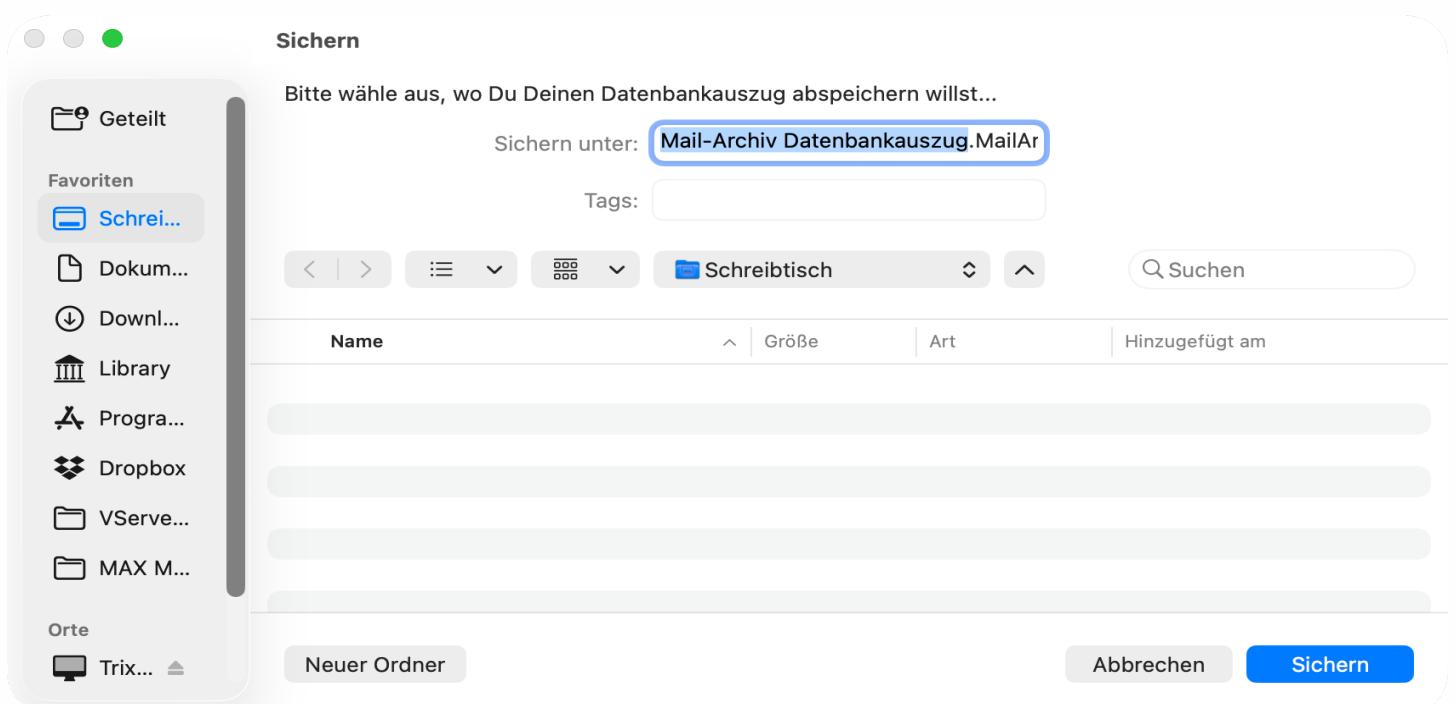 Sichern
Bitte wähle aus, wo Du Deinen Datenbankauszug abspeichern willst...
Sichern unter: Mail-Archiv Datenbankauszug.MailAr
Tags:
Schreibtisch
Suchen
Geteilt
Favoriten
Schrei...
Dokum...
Downl...
Library
Progra...
Dropbox
VServe...
MAX M...
Orte
Trix...
Name Größe Art Hinzugefügt am
Neuer Ordner Abbrechen Sichern